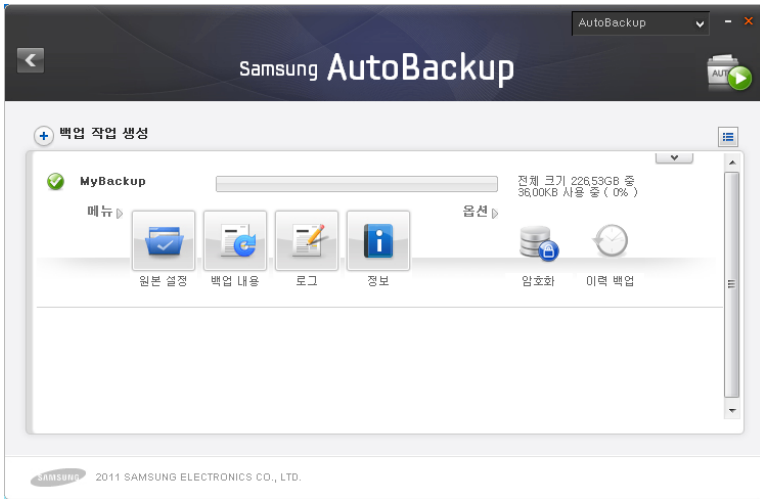 AutoBackup
Samsung AutoBackup
AUTO
백업 작업 생성
MyBackup
전체 크기 226,53GB 중
36,00KB 사용 중 ( 0% )
메뉴
옵션
원본 설정 백업 내용 로그 정보 암호화 이력 백업
SAMSUNG 2011 SAMSUNG ELECTRONICS CO., LTD.